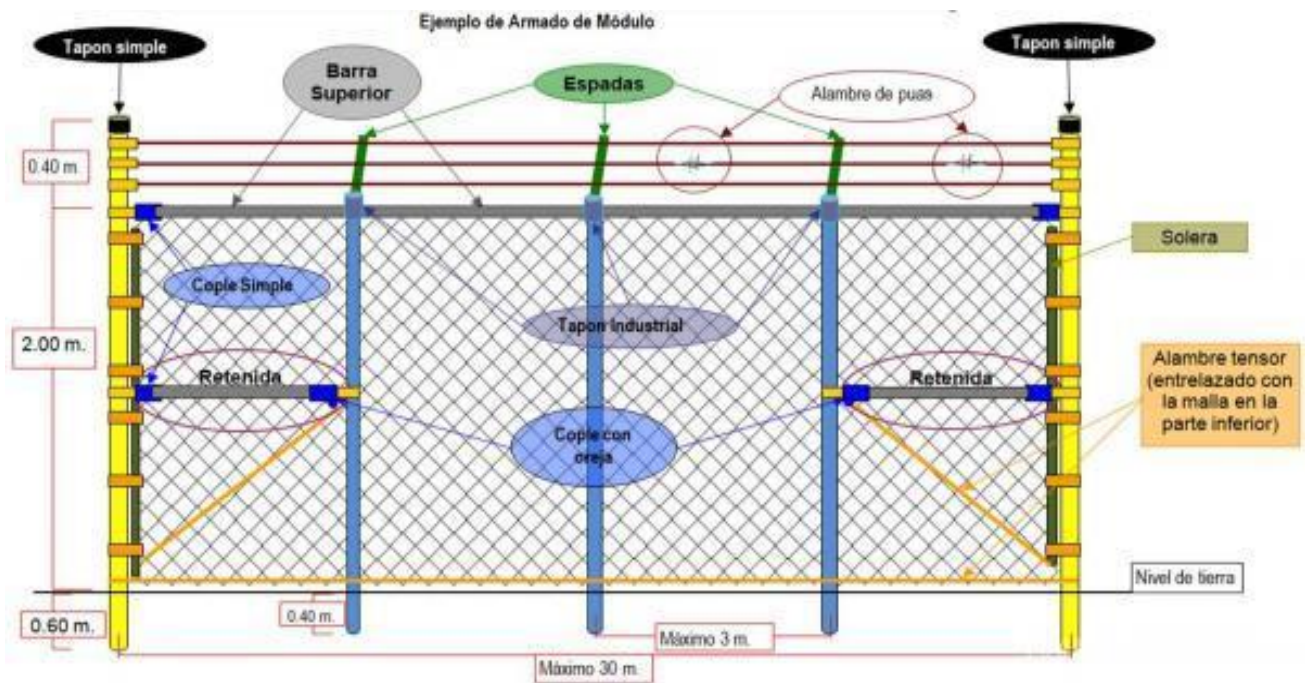 Ejemplo de Armado de Módulo
Tapon simple
Tapon simple
Barra
Superior
Espadas
Alambre de puas
0.40 m.
Solera
Cople Simple
Tapon Industrial
2.00 m.
Retenida
Retenida
Alambre tensor
(entrelazado con
la malla en la
parte inferior)
Cople con
oreja
Nivel de tierra
0.60 m.
0.40 m.
Máximo 3 m.
Máximo 30 m.